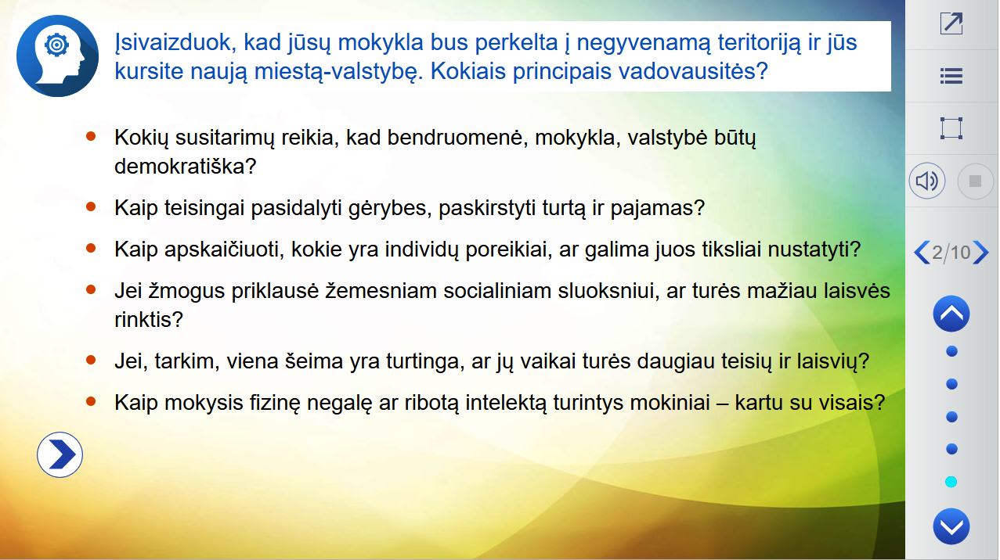 Įsivaizduok, kad jūsų mokykla bus perkelta į negyvenamą teritoriją ir jūs
kursite naują miestą-valstybę. Kokiais principais vadovausitės?
Kokių susitarimų reikia, kad bendruomenė, mokykla, valstybė būtų
demokratiška?
Kaip teisingai pasidalyti gėrybes, paskirstyti turtą ir pajamas?
Kaip apskaičiuoti, kokie yra individų poreikiai, ar galima juos tiksliai nustatyti?
Jei žmogus priklausė žemesniam socialiniam sluoksniui, ar turės mažiau laisvės
rinktis?
Jei, tarkim, viena šeima yra turtinga, ar jų vaikai turės daugiau teisių ir laisvių?
Kaip mokysis fizinę negalę ar ribotą intelektą turintys mokiniai – kartu su visais?
2/10